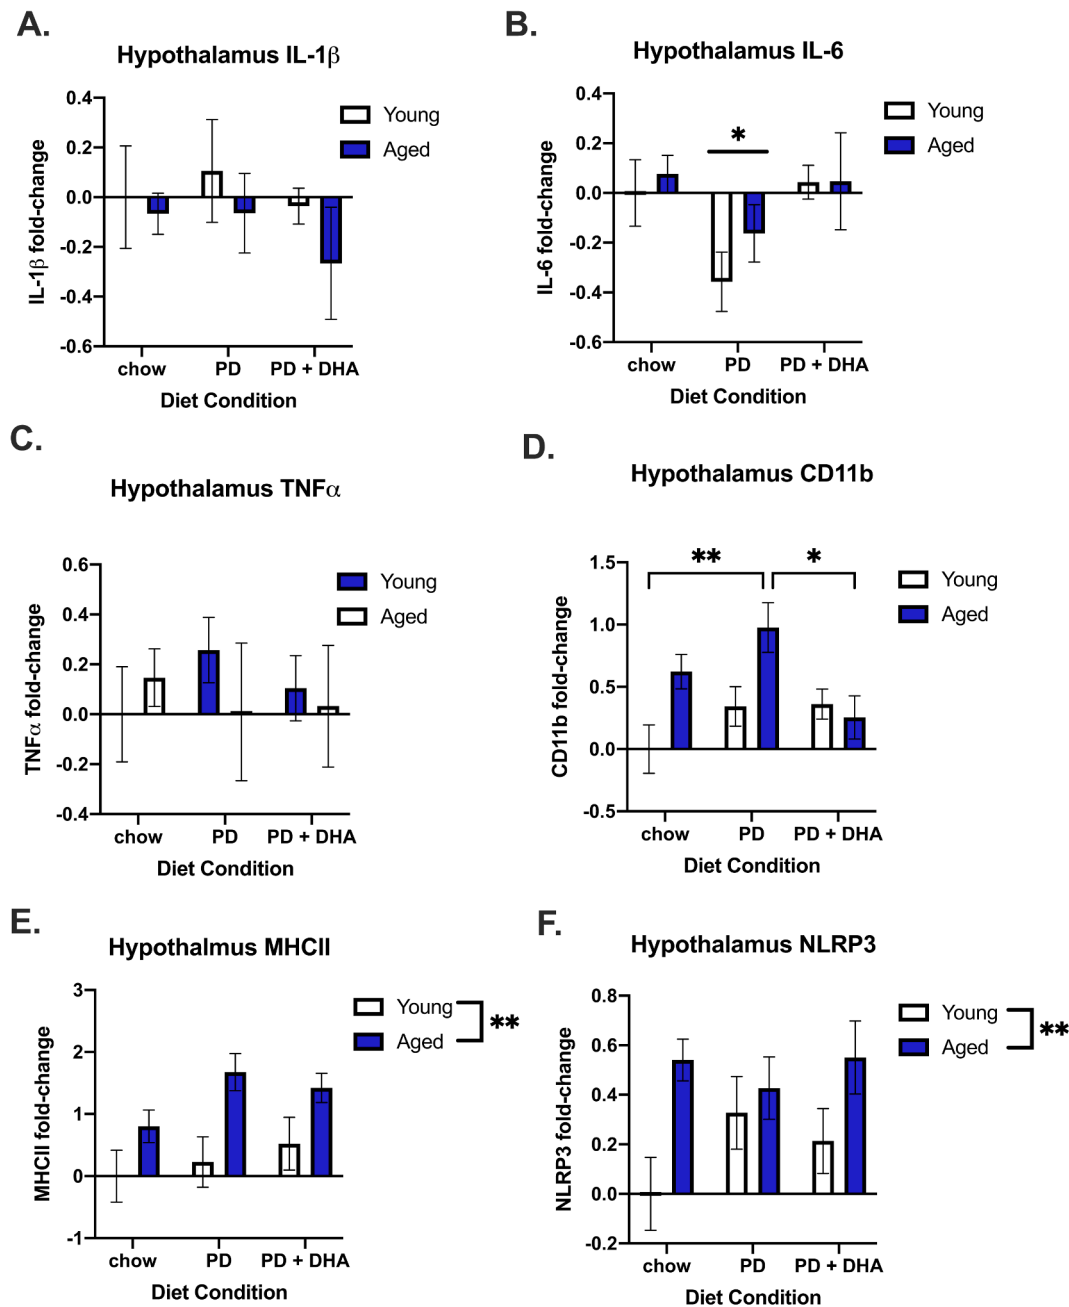 A.
Hypothalamus IL-1β
IL-1β fold-change
0.4
0.2
0.0
-0.2
-0.4
-0.6
Young
Aged
chow PD PD + DHA
Diet Condition
B.
Hypothalamus IL-6
IL-6 fold-change
0.4
0.2
0.0
-0.2
-0.4
-0.6
*
Young
Aged
chow PD PD + DHA
Diet Condition
C.
Hypothalamus TNFα
TNFα fold-change
0.6
0.4
0.2
0.0
-0.2
-0.4
Young
Aged
chow PD PD + DHA
Diet Condition
D.
Hypothalamus CD11b
CD11b fold-change
1.5
1.0
0.5
0.0
-0.5
** *
Young
Aged
chow PD PD + DHA
Diet Condition
E.
Hypothalmus MHCII
MHCII fold-change
3
2
1
0
-1
Young
Aged
**
chow PD PD + DHA
Diet Condition
F.
Hypothalamus NLRP3
NLRP3 fold-change
0.8
0.6
0.4
0.2
0.0
-0.2
Young
Aged
**
chow PD PD + DHA
Diet Condition